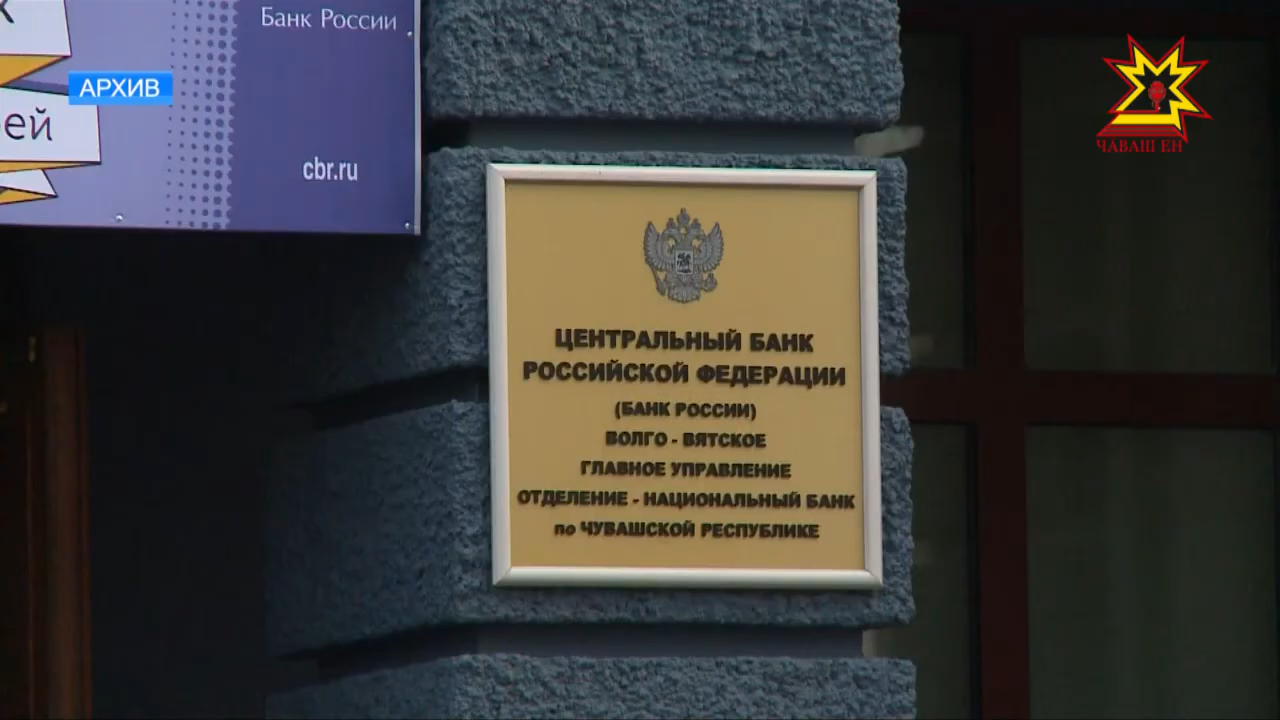 Банк России
АРХИВ
ей
cbr.ru
ЧАВАШ ЕН
ЦЕНТРАЛЬНЫЙ БАНК
РОССИЙСКОЙ ФЕДЕРАЦИИ
(БАНК РОССИИ)
ВОЛГО - ВЯТСКОЕ
ГЛАВНОЕ УПРАВЛЕНИЕ
ОТДЕЛЕНИЕ - НАЦИОНАЛЬНЫЙ БАНК
по ЧУВАШСКОЙ РЕСПУБЛИКЕ